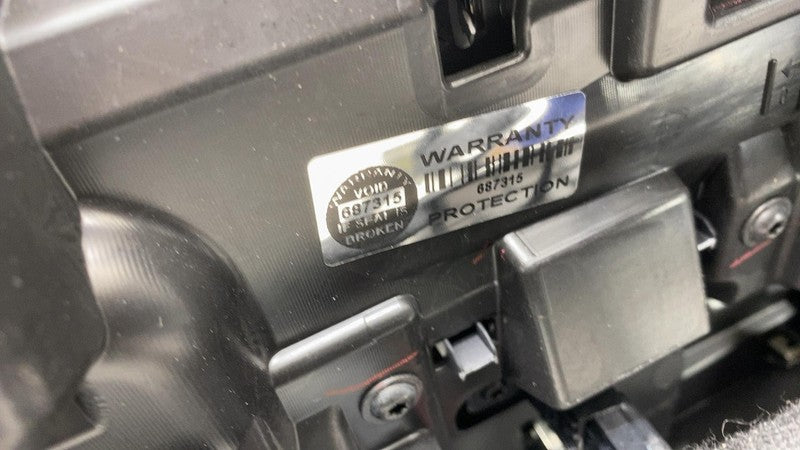 WARRANTY
VOID
687315
IF SEAL IS
BROKEN
WARRANTY
687315
PROTECTION